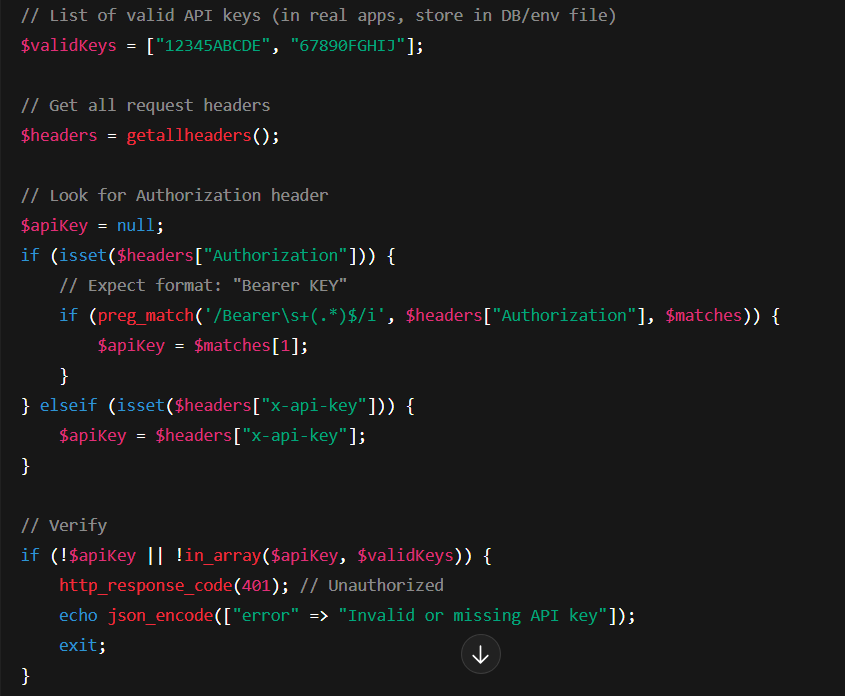 // List of valid API keys (in real apps, store in DB/env file)
$validKeys = ["12345ABCDE", "67890FGHIJ"];
// Get all request headers
$headers = getallheaders();
// Look for Authorization header
$apiKey = null;
if (isset($headers["Authorization"])) {
    // Expect format: "Bearer KEY"
    if (preg_match('/Bearer\s+(.*)$/i', $headers["Authorization"], $matches)) {
        $apiKey = $matches[1];
    }
} elseif (isset($headers["x-api-key"])) {
    $apiKey = $headers["x-api-key"];
}
// Verify
if (!$apiKey || !in_array($apiKey, $validKeys)) {
    http_response_code(401); // Unauthorized
    echo json_encode(["error" => "Invalid or missing API key"]);
    exit;
}